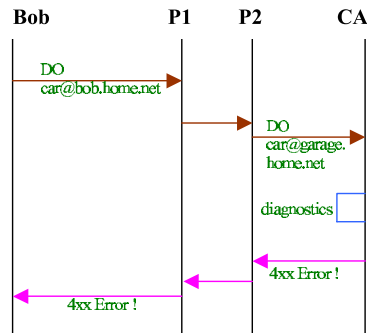 Bob P1 P2 CA
DO
car@bob.home.net
DO
car@garage.
home.net
diagnostics
4xx Error !
4xx Error !